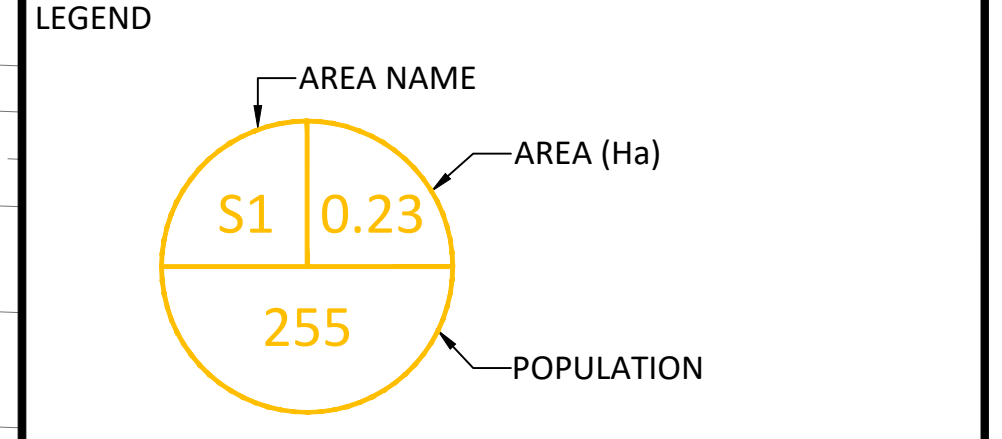 LEGEND
AREA NAME
AREA (Ha)
S1
0.23
255
POPULATION